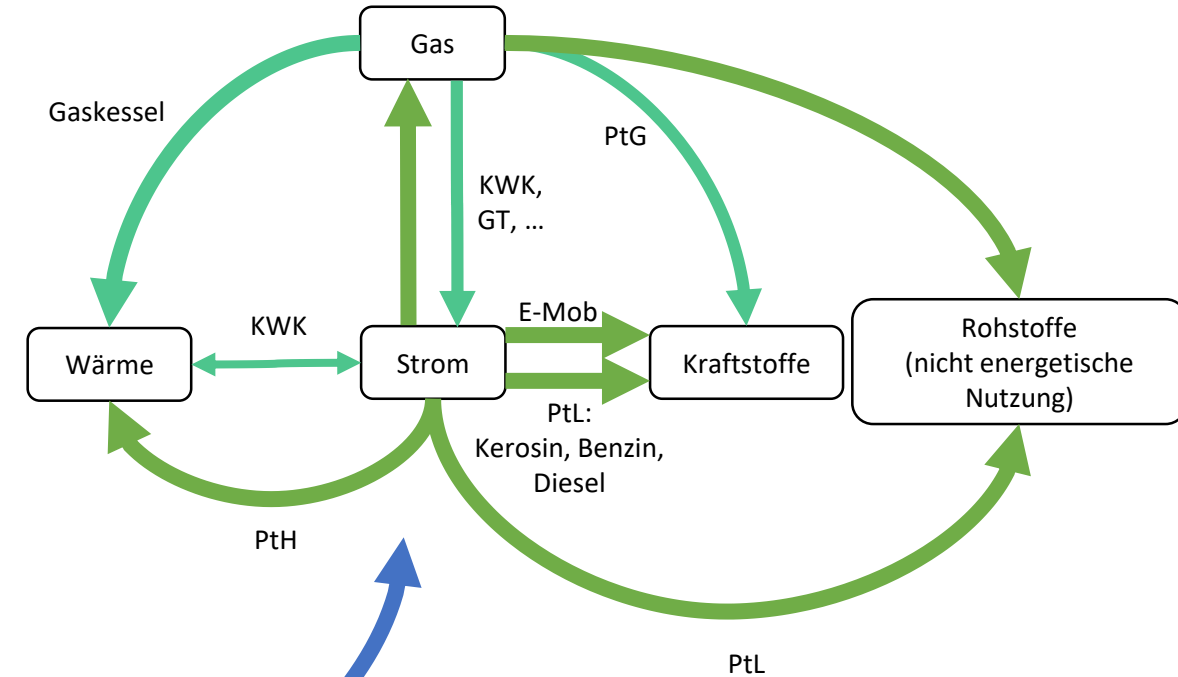 Gas
Gaskessel
PtG
KWK,
GT, ...
KWK
E-Mob
Wärme
Strom
Kraftstoffe
Rohstoffe
(nicht energetische
Nutzung)
PtL:
Kerosin, Benzin,
Diesel
PtH
PtL